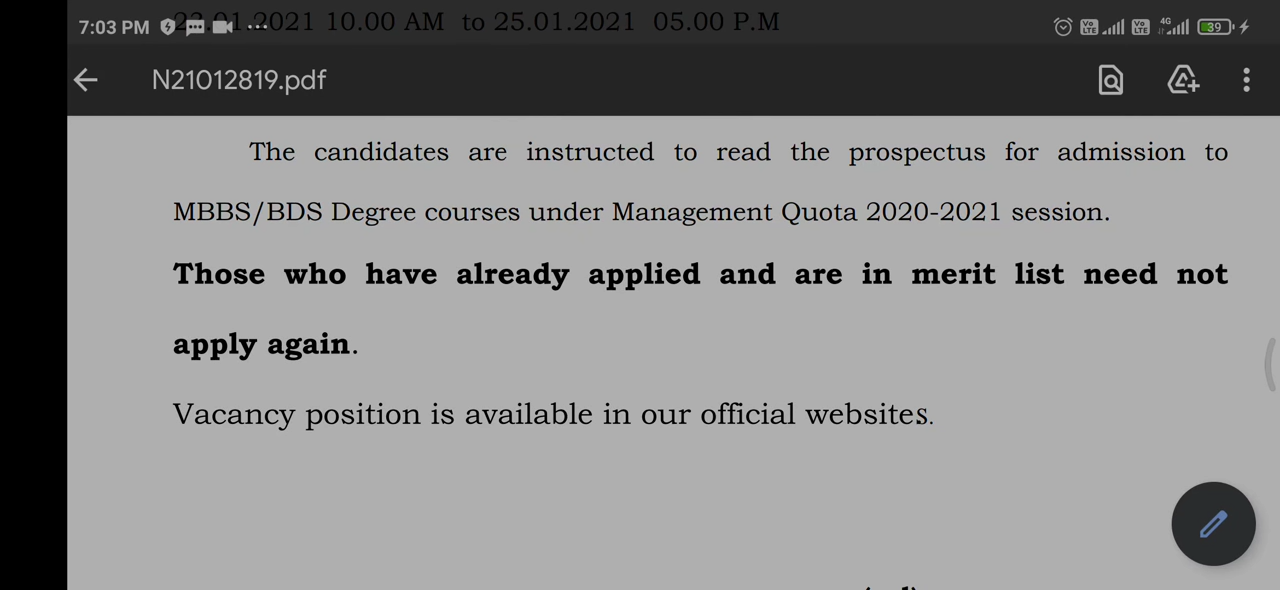 7:03 PM
.01.2021 10.00 AM to 25.01.2021 05.00 P.M
4G
39
N21012819.pdf
The candidates are instructed to read the prospectus for admission to
MBBS/BDS Degree courses under Management Quota 2020-2021 session.
Those who have already applied and are in merit list need not
apply again.
Vacancy position is available in our official websites.